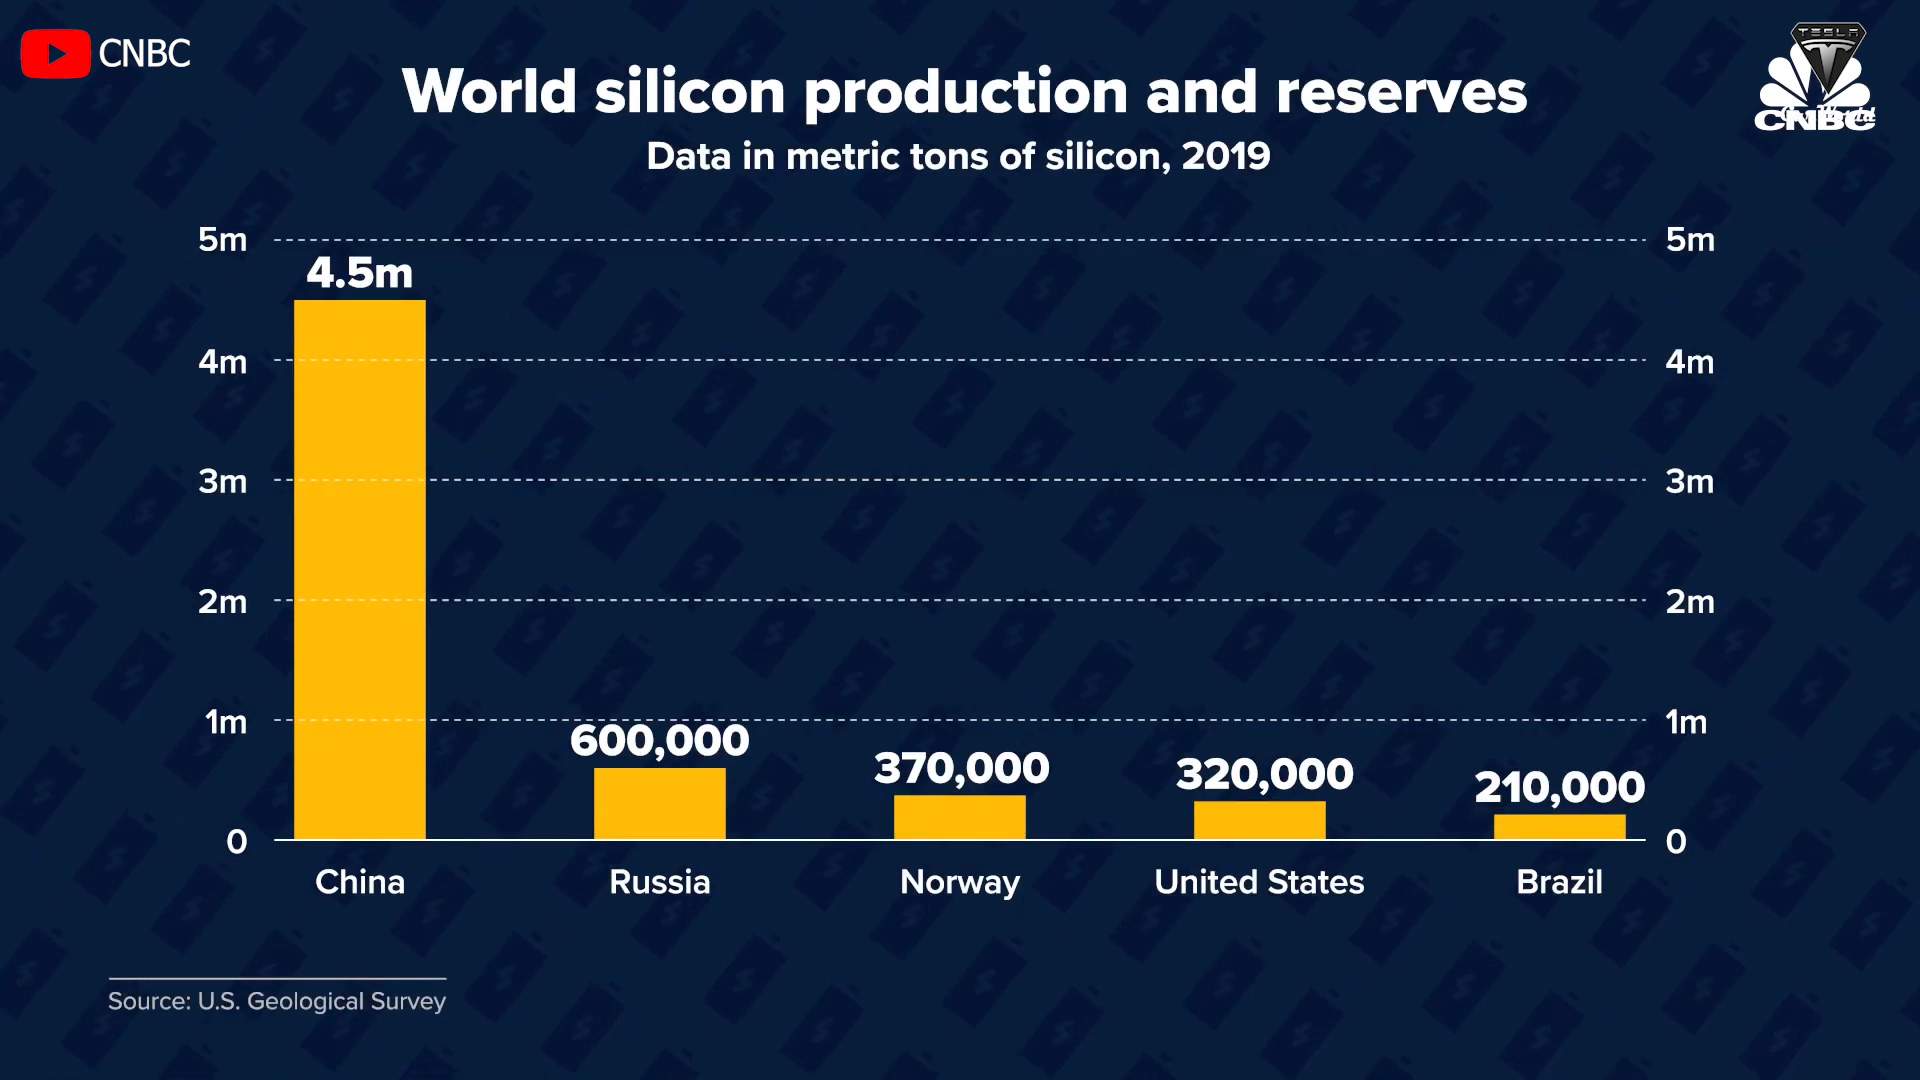 CNBC
TESLA
CNBC
World silicon production and reserves
Data in metric tons of silicon, 2019
5m
5m
4.5m
4m
4m
3m
3m
2m
2m
1m
1m
600,000
370,000
320,000
210,000
0
0
China
Russia
Norway
United States
Brazil
Source: U.S. Geological Survey